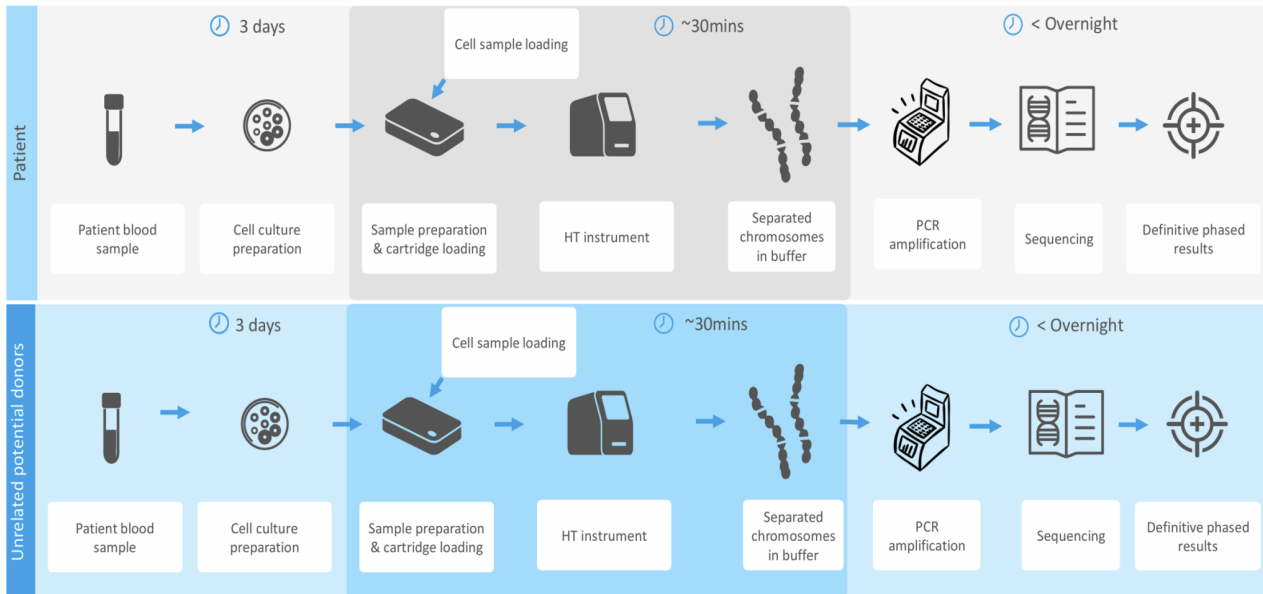 Patient
3 days
~30mins
< Overnight
Cell sample loading
Patient blood
sample
Cell culture
preparation
Sample preparation
& cartridge loading
HT instrument
Separated
chromosomes
in buffer
PCR
amplification
Sequencing
Definitive phased
results
Unrelated potential donors
3 days
~30mins
< Overnight
Cell sample loading
Patient blood
sample
Cell culture
preparation
Sample preparation
& cartridge loading
HT instrument
Separated
chromosomes
in buffer
PCR
amplification
Sequencing
Definitive phased
results